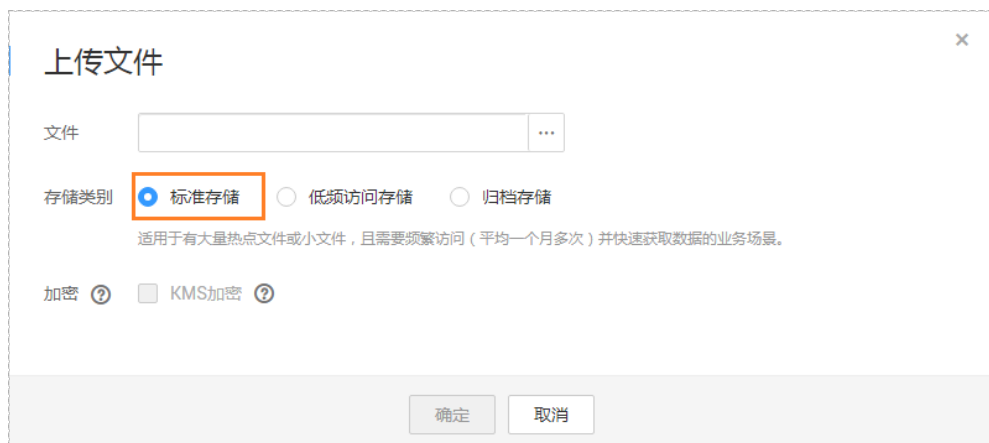 上传文件
文件 ...
存储类别 标准存储 低频访问存储 归档存储
适用于有大量热点文件或小文件，且需要频繁访问（平均一个月多次）并快速获取数据的业务场景。
加密 ? KMS加密 ?
确定 取消